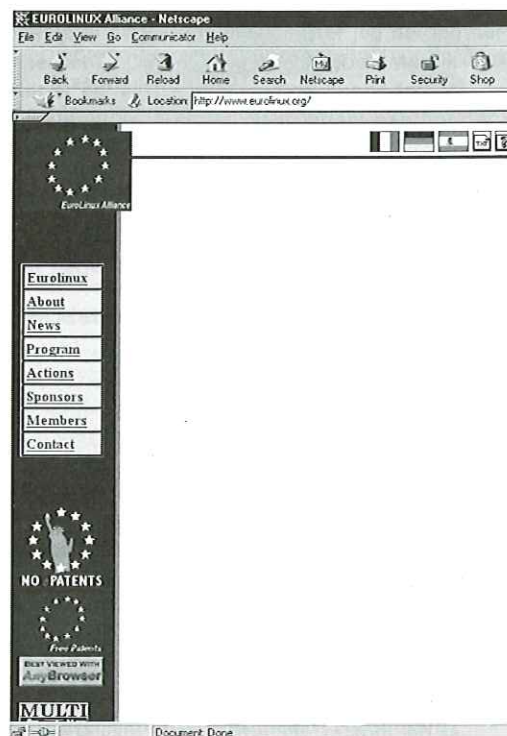 EUROLINUX Alliance - Netscape
File Edit View Go Communicator Help
Back Forward Reload Home Search Netscape Print Security Shop
Bookmarks Location: http://www.eurolinux.org/
EuroLinux Alliance
Eurolinux
About
News
Program
Actions
Sponsors
Members
Contact
NO PATENTS
Free Patents
BEST VIEWED WITH
AnyBrowser
MULTI
Document: Done